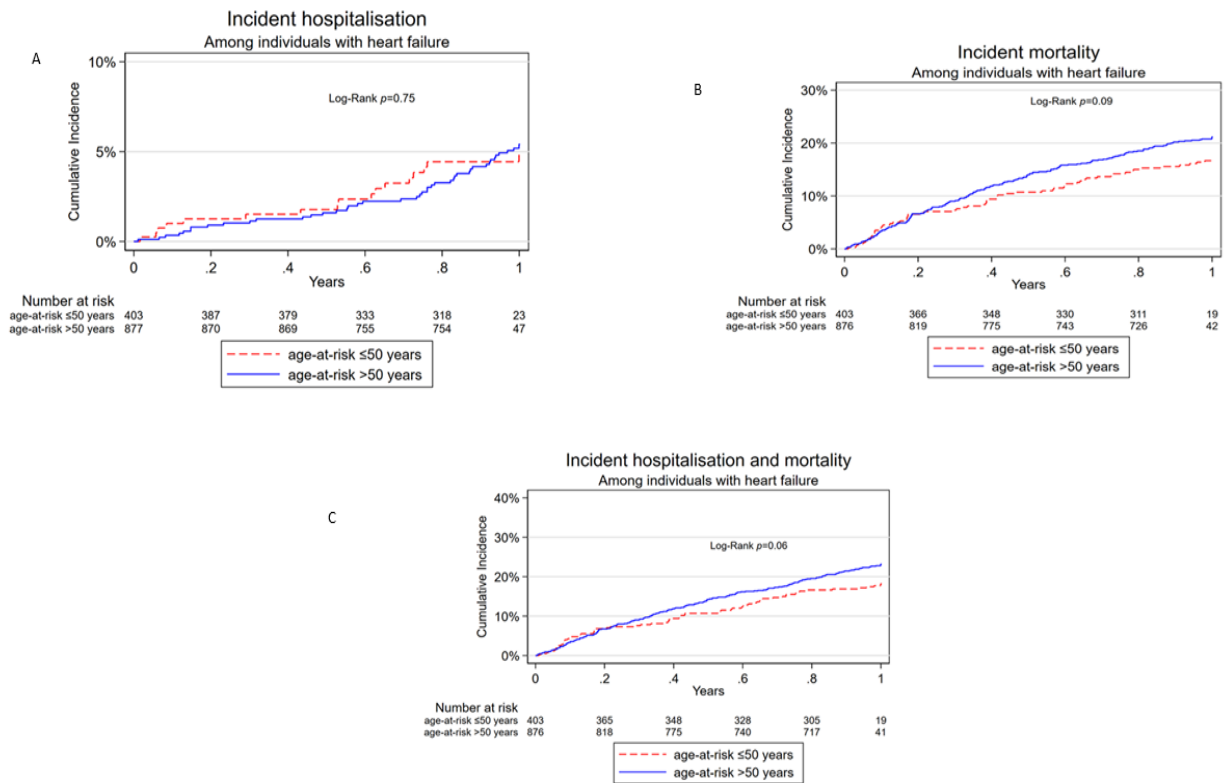 A
Incident hospitalisation
Among individuals with heart failure
10%
5%
0%
Cumulative Incidence
Log-Rank p=0.75
0 .2 .4 .6 .8 1
Years
Number at risk
age-at-risk ≤50 years 403 387 379 333 318 23
age-at-risk >50 years 877 870 869 755 754 47
age-at-risk ≤50 years
age-at-risk >50 years
B
Incident mortality
Among individuals with heart failure
30%
20%
10%
0%
Cumulative Incidence
Log-Rank p=0.09
0 .2 .4 .6 .8 1
Years
Number at risk
age-at-risk ≤50 years 403 366 348 330 311 19
age-at-risk >50 years 876 819 775 743 726 42
age-at-risk ≤50 years
age-at-risk >50 years
C
Incident hospitalisation and mortality
Among individuals with heart failure
40%
30%
20%
10%
0%
Cumulative Incidence
Log-Rank p=0.06
0 .2 .4 .6 .8 1
Years
Number at risk
age-at-risk ≤50 years 403 365 348 328 305 19
age-at-risk >50 years 876 818 775 740 717 41
age-at-risk ≤50 years
age-at-risk >50 years